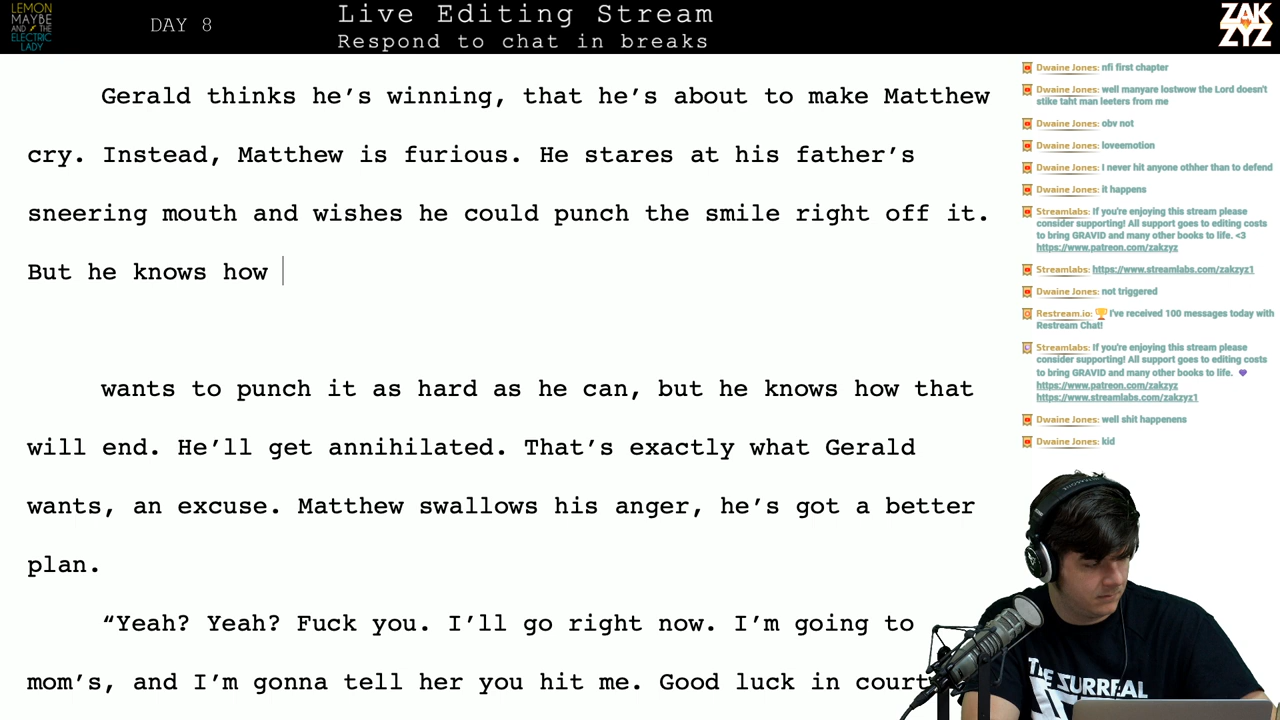 LEMON
MAYBE
AND THE
ELECTRIC
LADY
DAY 8
Live Editing Stream
Respond to chat in breaks
ZAK
ZYZ
Gerald thinks he’s winning, that he’s about to make Matthew
cry. Instead, Matthew is furious. He stares at his father’s
sneering mouth and wishes he could punch the smile right off it.
But he knows how
wants to punch it as hard as he can, but he knows how that
will end. He’ll get annihilated. That’s exactly what Gerald
wants, an excuse. Matthew swallows his anger, he’s got a better
plan.
“Yeah? Yeah? Fuck you. I’ll go right now. I’m going to
mom’s, and I’m gonna tell her you hit me. Good luck in court
Dwaine Jones: nfi first chapter
Dwaine Jones: well manyare lostwow the Lord doesn't
stike taht man leeters from me
Dwaine Jones: obv not
Dwaine Jones: loveemotion
Dwaine Jones: I never hit anyone othher than to defend
Dwaine Jones: it happens
Streamlabs: If you're enjoying this stream please
consider supporting! All support goes to editing costs
to bring GRAVID and many other books to life. <3
https://www.patreon.com/zakzyz
Streamlabs: https://www.streamlabs.com/zakzyz1
Dwaine Jones: not triggered
Restream.io: 🏆 I've received 100 messages today with
Restream Chat!
Streamlabs: If you're enjoying this stream please
consider supporting! All support goes to editing costs
to bring GRAVID and many other books to life. 💜
https://www.patreon.com/zakzyz
https://www.streamlabs.com/zakzyz1
Dwaine Jones: well shit happenens
Dwaine Jones: kid
THE SURREAL